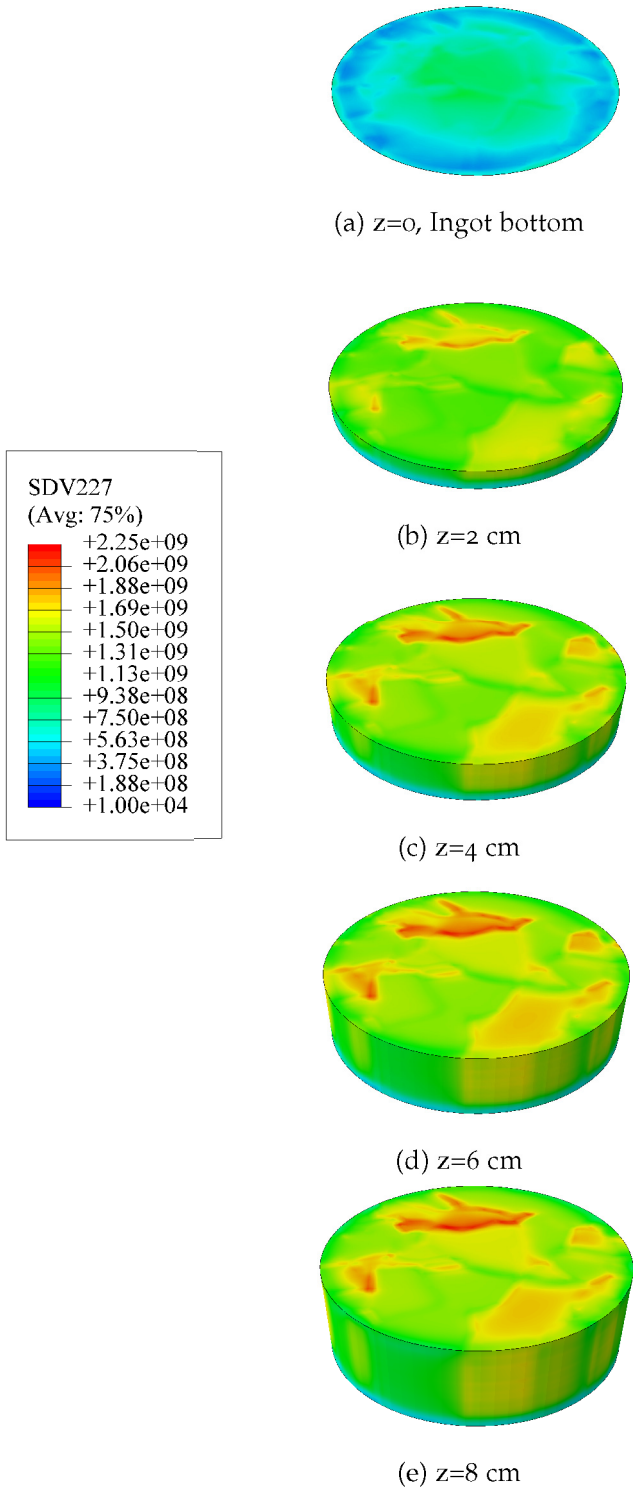 (a) z=0, Ingot bottom
(b) z=2 cm
SDV227
(Avg: 75%)
+2.25e+09
+2.06e+09
+1.88e+09
+1.69e+09
+1.50e+09
+1.31e+09
+1.13e+09
+9.38e+08
+7.50e+08
+5.63e+08
+3.75e+08
+1.88e+08
+1.00e+04
(c) z=4 cm
(d) z=6 cm
(e) z=8 cm